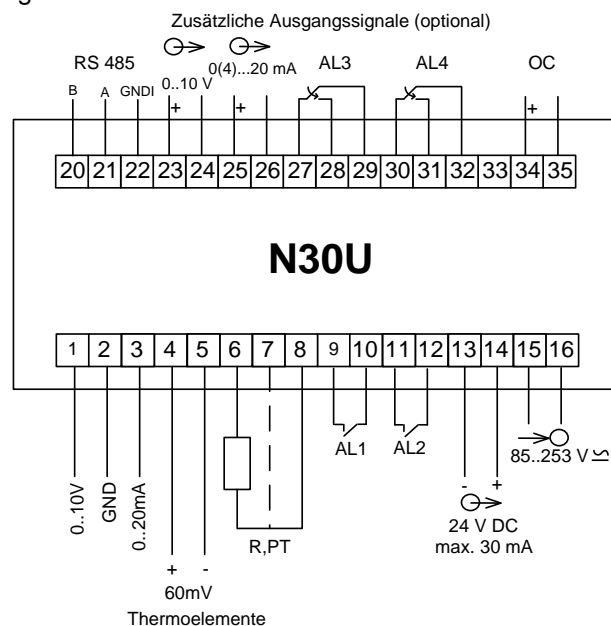 g
Zusätzliche Ausgangssignale (optional)
RS 485
0..10 V
0(4)...20 mA
AL3
AL4
OC
B
A
GNDI
+
+
+
20 21 22 23 24 25 26 27 28 29 30 31 32 33 34 35
N30U
1 2 3 4 5 6 7 8 9 10 11 12 13 14 15 16
0..10V
GND
0..20mA
+ -
60mV
Thermoelemente
R,PT
AL1
AL2
- +
24 V DC
max. 30 mA
85..253 V